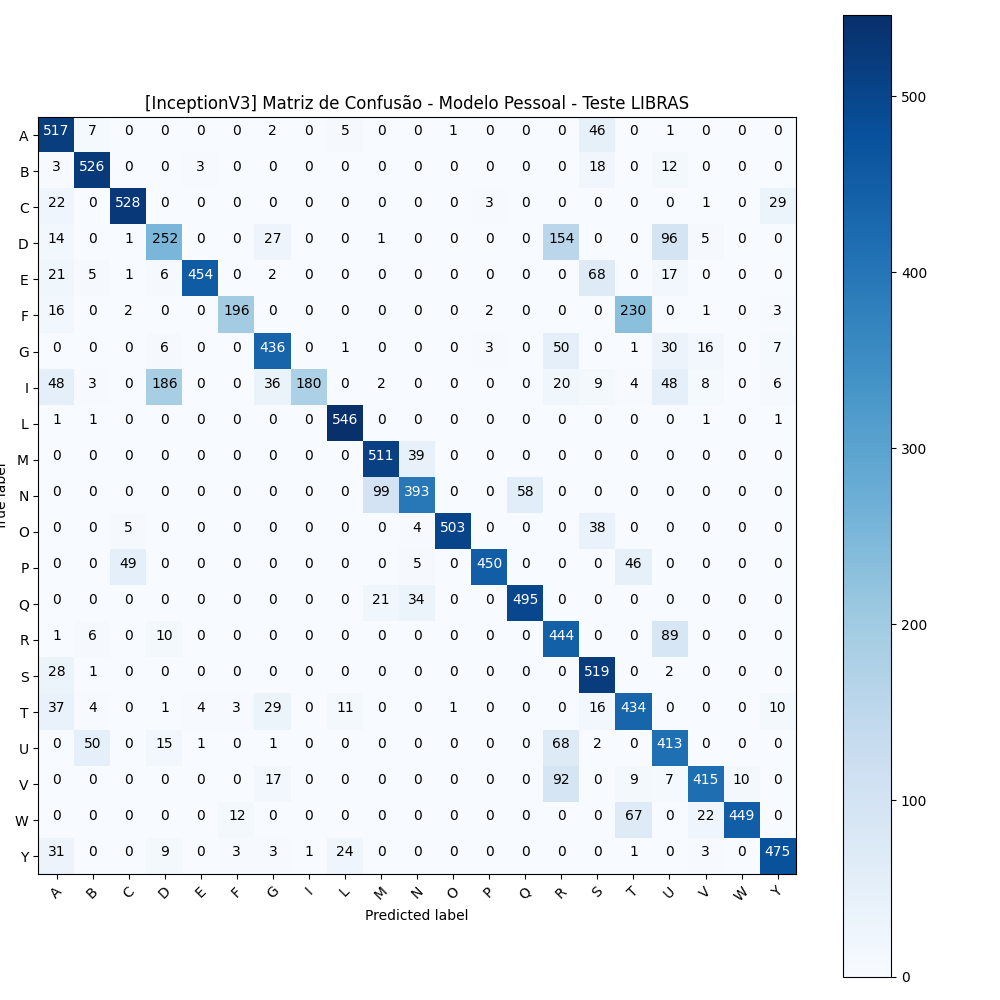 [InceptionV3] Matriz de Confusão - Modelo Pessoal - Teste LIBRAS
A 517 7 0 0 0 0 2 0 5 0 0 1 0 0 0 46 0 1 0 0 0
B 3 526 0 0 3 0 0 0 0 0 0 0 0 0 0 18 0 12 0 0 0
C 22 0 528 0 0 0 0 0 0 0 0 0 3 0 0 0 0 0 1 0 29
D 14 0 1 252 0 0 27 0 0 1 0 0 0 0 154 0 0 96 5 0 0
E 21 5 1 6 454 0 2 0 0 0 0 0 0 0 0 68 0 17 0 0 0
F 16 0 2 0 0 196 0 0 0 0 0 0 2 0 0 0 230 0 1 0 3
G 0 0 0 6 0 0 436 0 1 0 0 0 3 0 50 0 1 30 16 0 7
I 48 3 0 186 0 0 36 180 0 2 0 0 0 0 20 9 4 48 8 0 6
L 1 1 0 0 0 0 0 0 546 0 0 0 0 0 0 0 0 0 1 0 1
M 0 0 0 0 0 0 0 0 0 511 39 0 0 0 0 0 0 0 0 0 0
N 0 0 0 0 0 0 0 0 0 99 393 0 0 58 0 0 0 0 0 0 0
O 0 0 5 0 0 0 0 0 0 0 4 503 0 0 0 38 0 0 0 0 0
P 0 0 49 0 0 0 0 0 0 0 5 0 450 0 0 0 46 0 0 0 0
Q 0 0 0 0 0 0 0 0 0 21 34 0 0 495 0 0 0 0 0 0 0
R 1 6 0 10 0 0 0 0 0 0 0 0 0 0 444 0 0 89 0 0 0
S 28 1 0 0 0 0 0 0 0 0 0 0 0 0 0 519 0 2 0 0 0
T 37 4 0 1 4 3 29 0 11 0 0 1 0 0 0 16 434 0 0 0 10
U 0 50 0 15 1 0 1 0 0 0 0 0 0 0 68 2 0 413 0 0 0
V 0 0 0 0 0 0 17 0 0 0 0 0 0 0 92 0 9 7 415 10 0
W 0 0 0 0 0 12 0 0 0 0 0 0 0 0 0 0 67 0 22 449 0
Y 31 0 0 9 0 3 3 1 24 0 0 0 0 0 0 0 1 0 3 0 475
A B C D E F G I L M N O P Q R S T U V W Y
Predicted label
True label
500
400
300
200
100
0